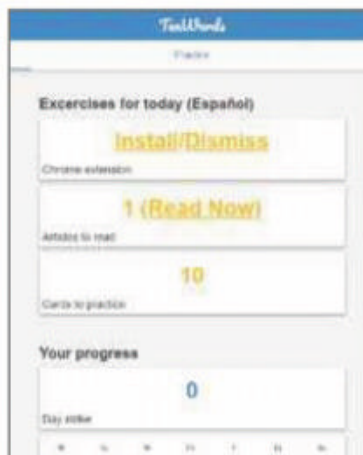 TenWords
Practice
Excercises for today (Español)
Install/Dismiss
Chrome extension
1 (Read Now)
Articles to read
10
Cards to practice
Your progress
0
Day strike